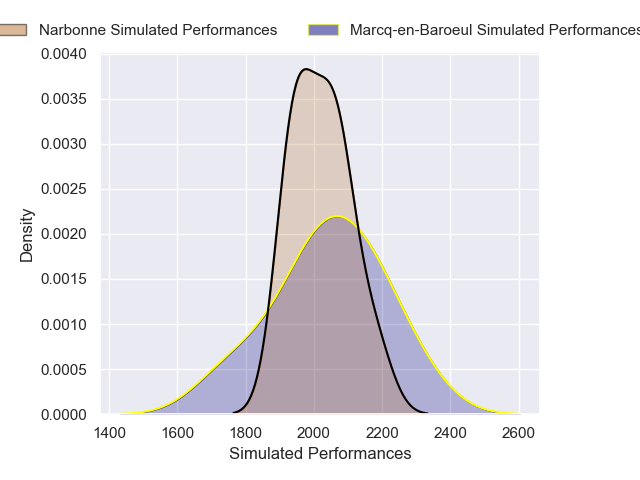 Narbonne Simulated Performances
Marcq-en-Baroeul Simulated Performances
0.0040
0.0035
0.0030
0.0025
0.0020
0.0015
0.0010
0.0005
0.0000
Density
1400 1600 1800 2000 2200 2400 2600
Simulated Performances